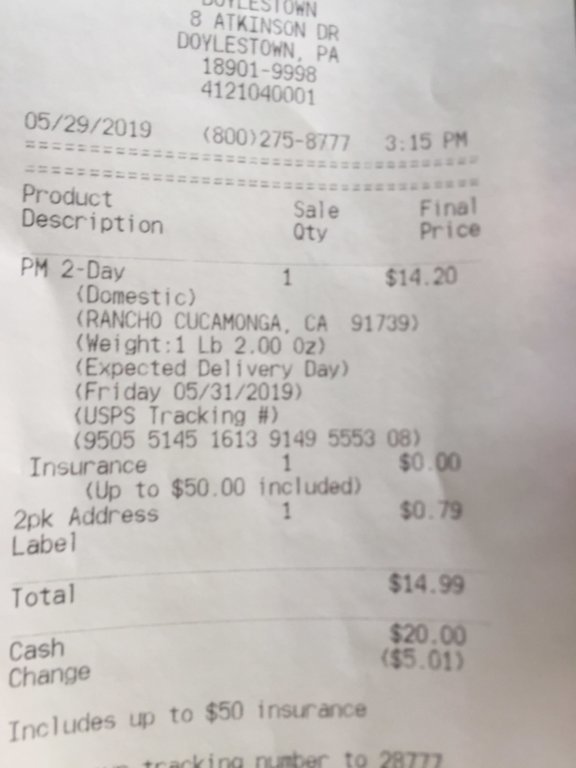 DOYLESTOWN
8 ATKINSON DR
DOYLESTOWN, PA
18901-9998
4121040001
05/29/2019 (800)275-8777 3:15 PM
========================================
========================================
Product Description Sale Qty Final Price
PM 2-Day 1 $14.20
(Domestic)
(RANCHO CUCAMONGA, CA 91739)
(Weight:1 Lb 2.00 Oz)
(Expected Delivery Day)
(Friday 05/31/2019)
(USPS Tracking #)
(9505 5145 1613 9149 5553 08)
Insurance 1 $0.00
(Up to $50.00 included)
2pk Address 1 $0.79
Label
Total $14.99
Cash $20.00
Change ($5.01)
Includes up to $50 insurance
tracking number to 28777